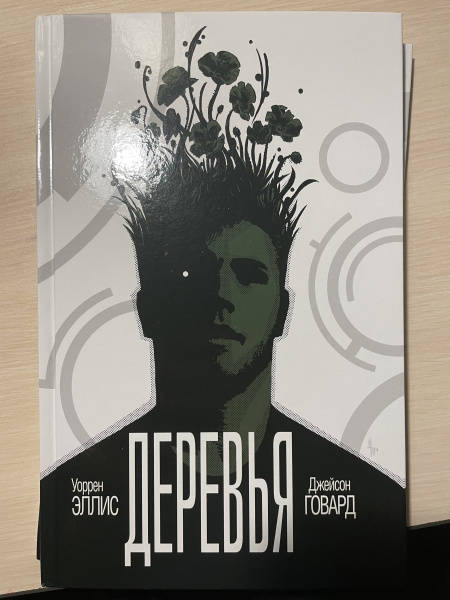 Уоррен
ЭЛЛИС
ДЕРЕВЬЯ
Джейсон
ГОВАРД